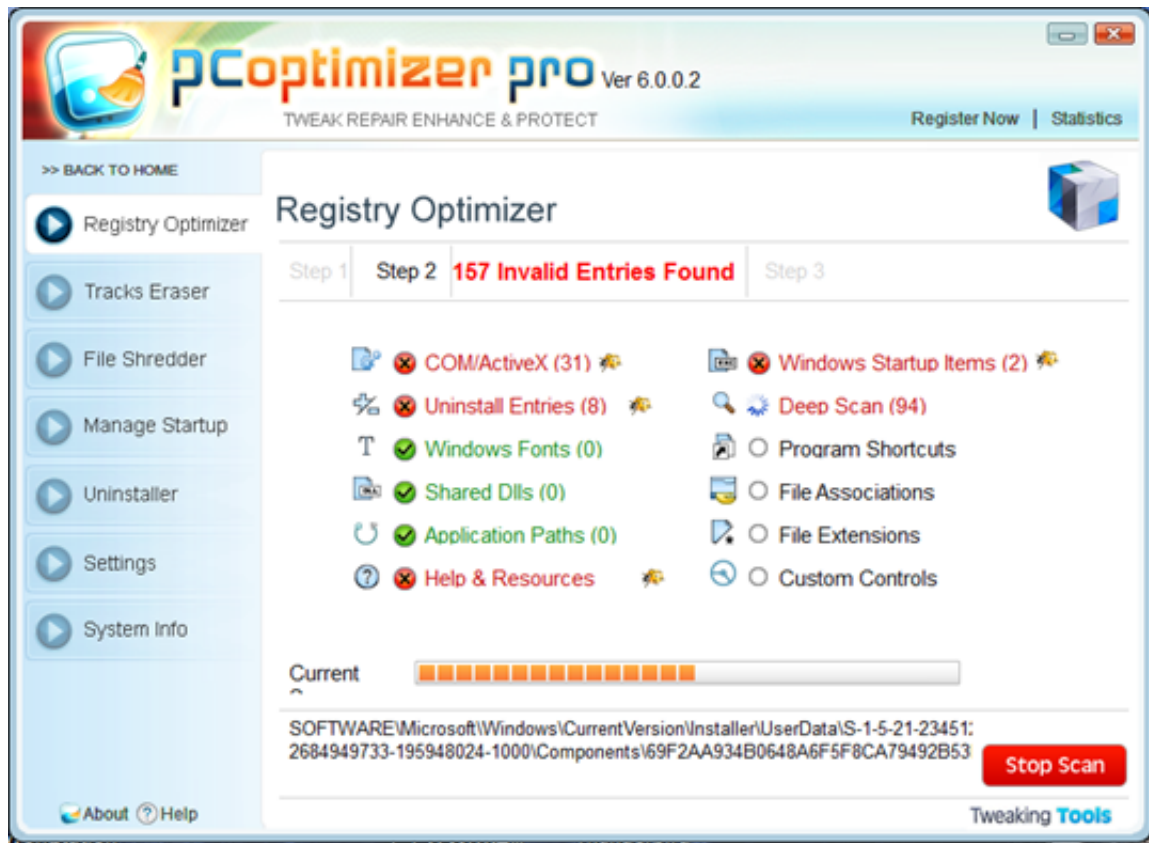 pCoptimizer pro Ver 6.0.0.2
TWEAK REPAIR ENHANCE & PROTECT
Register Now | Statistics
>> BACK TO HOME
Registry Optimizer
Tracks Eraser
File Shredder
Manage Startup
Uninstaller
Settings
System Info
About ? Help
Registry Optimizer
Step 1 Step 2 157 Invalid Entries Found Step 3
COM/ActiveX (31)
Uninstall Entries (8)
Windows Fonts (0)
Shared Dlls (0)
Application Paths (0)
Help & Resources
Windows Startup Items (2)
Deep Scan (94)
Program Shortcuts
File Associations
File Extensions
Custom Controls
Current
SOFTWARE\Microsoft\Windows\CurrentVersion\Installer\UserData\S-1-5-21-23451
2684949733-195948024-1000\Components\69F2AA934B0648A6F5F8CA79492B53
Stop Scan
Tweaking Tools